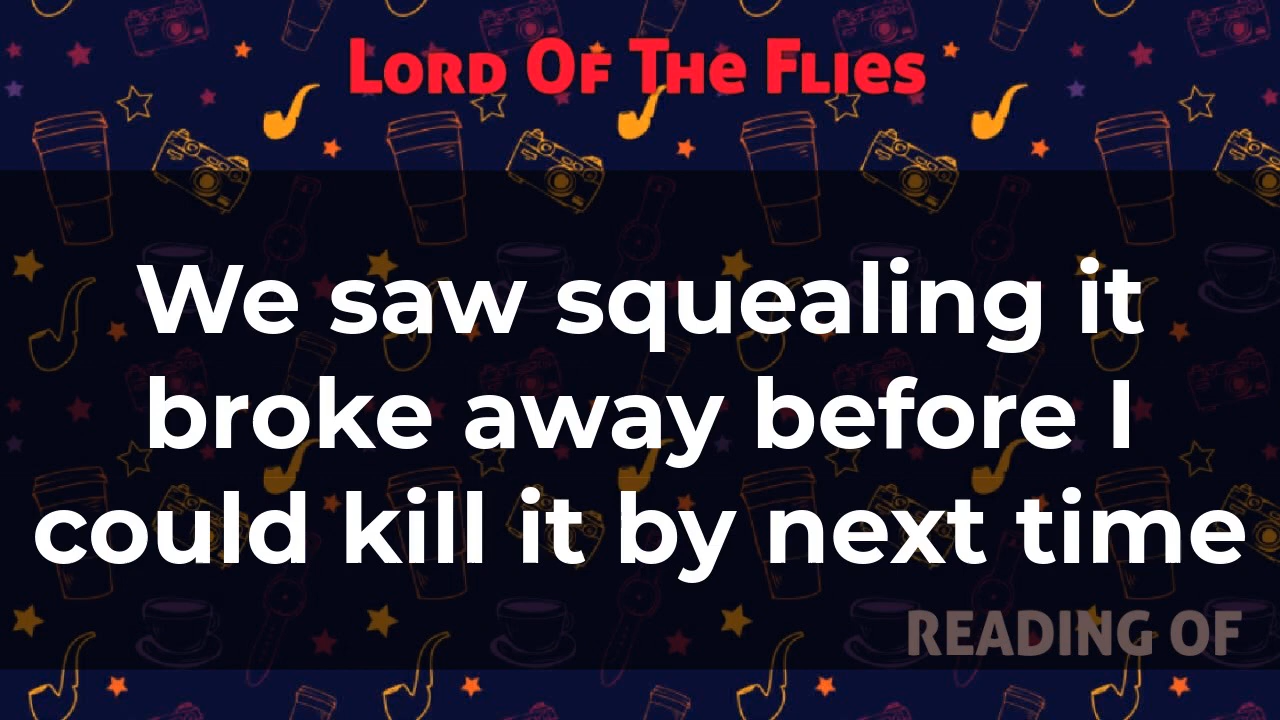 Lord Of The Flies
We saw squealing it
broke away before I
could kill it by next time
READING OF